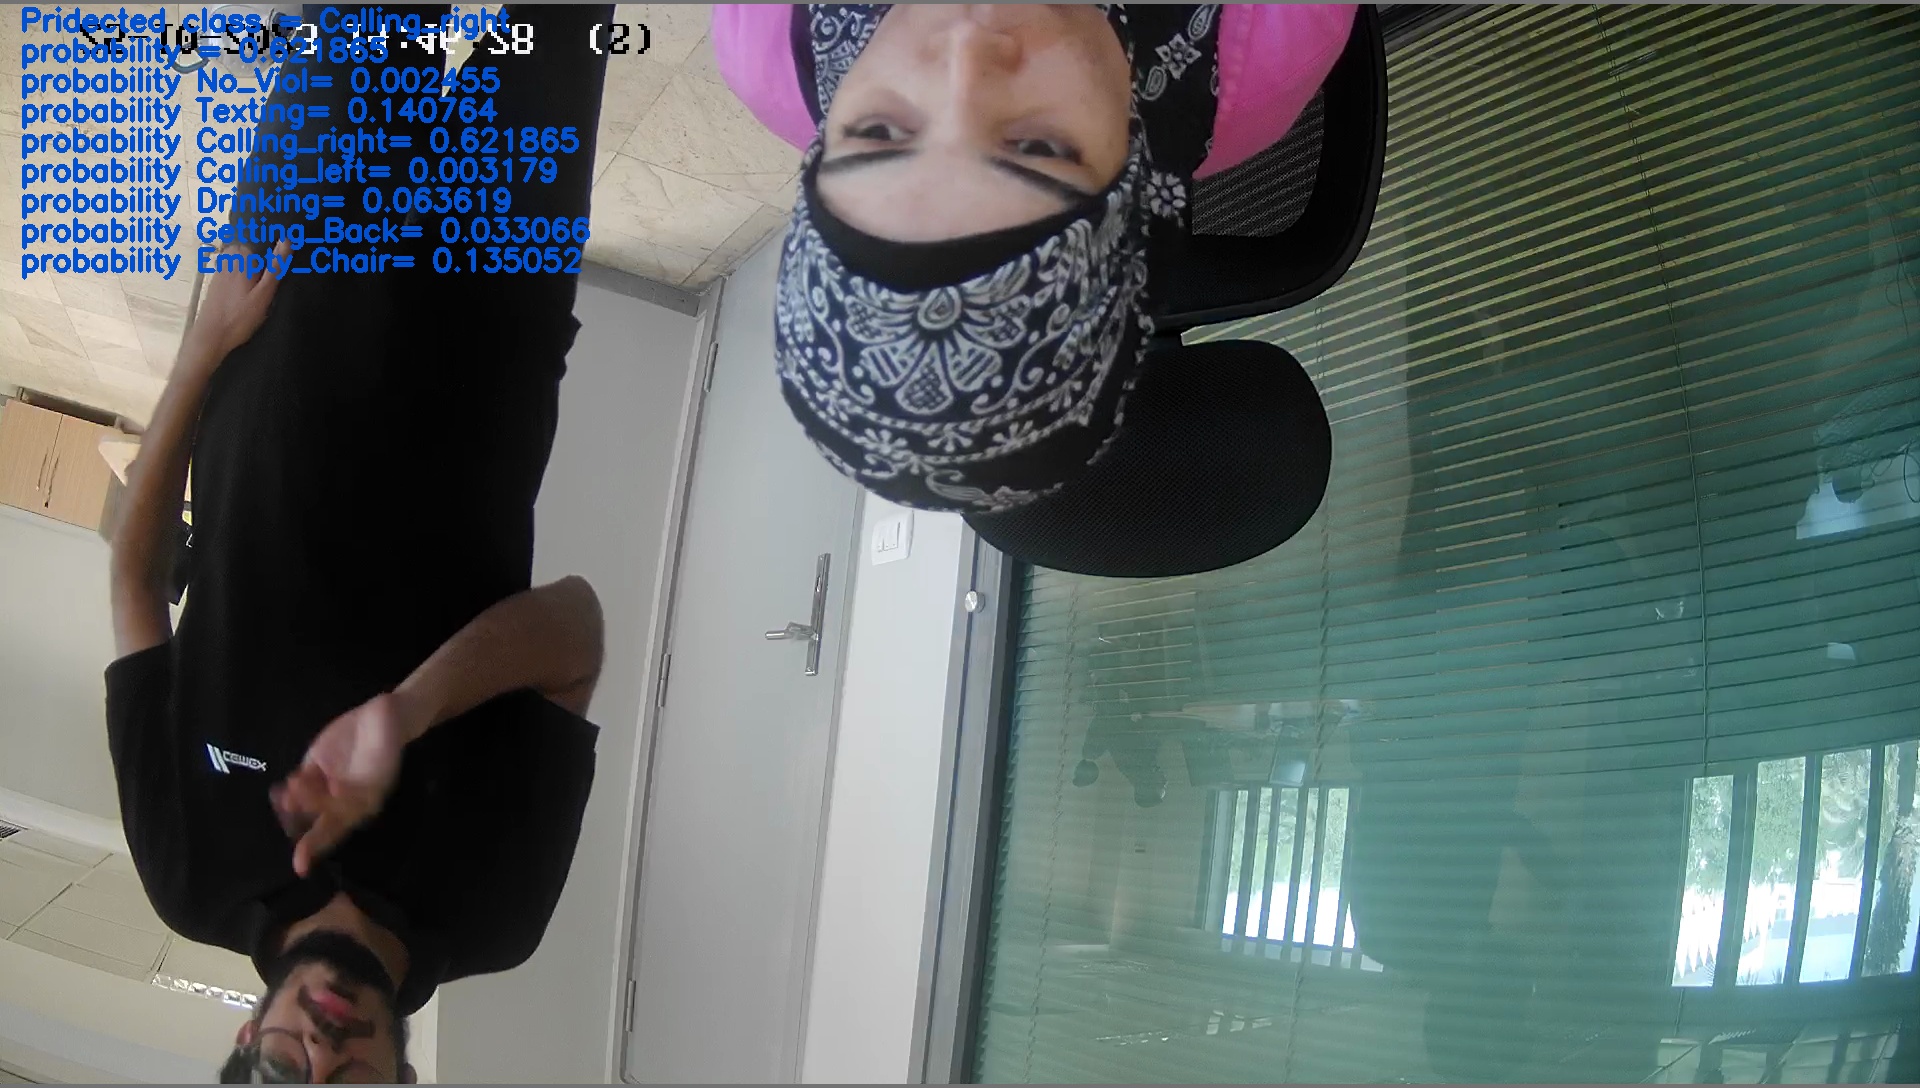 Pridected class = Calling_right
probability = 0.621865
probability No_Viol= 0.002455
probability Texting= 0.140764
probability Calling_right= 0.621865
probability Calling_left= 0.003179
probability Drinking= 0.063619
probability Getting_Back= 0.033066
probability Empty_Chair= 0.135052